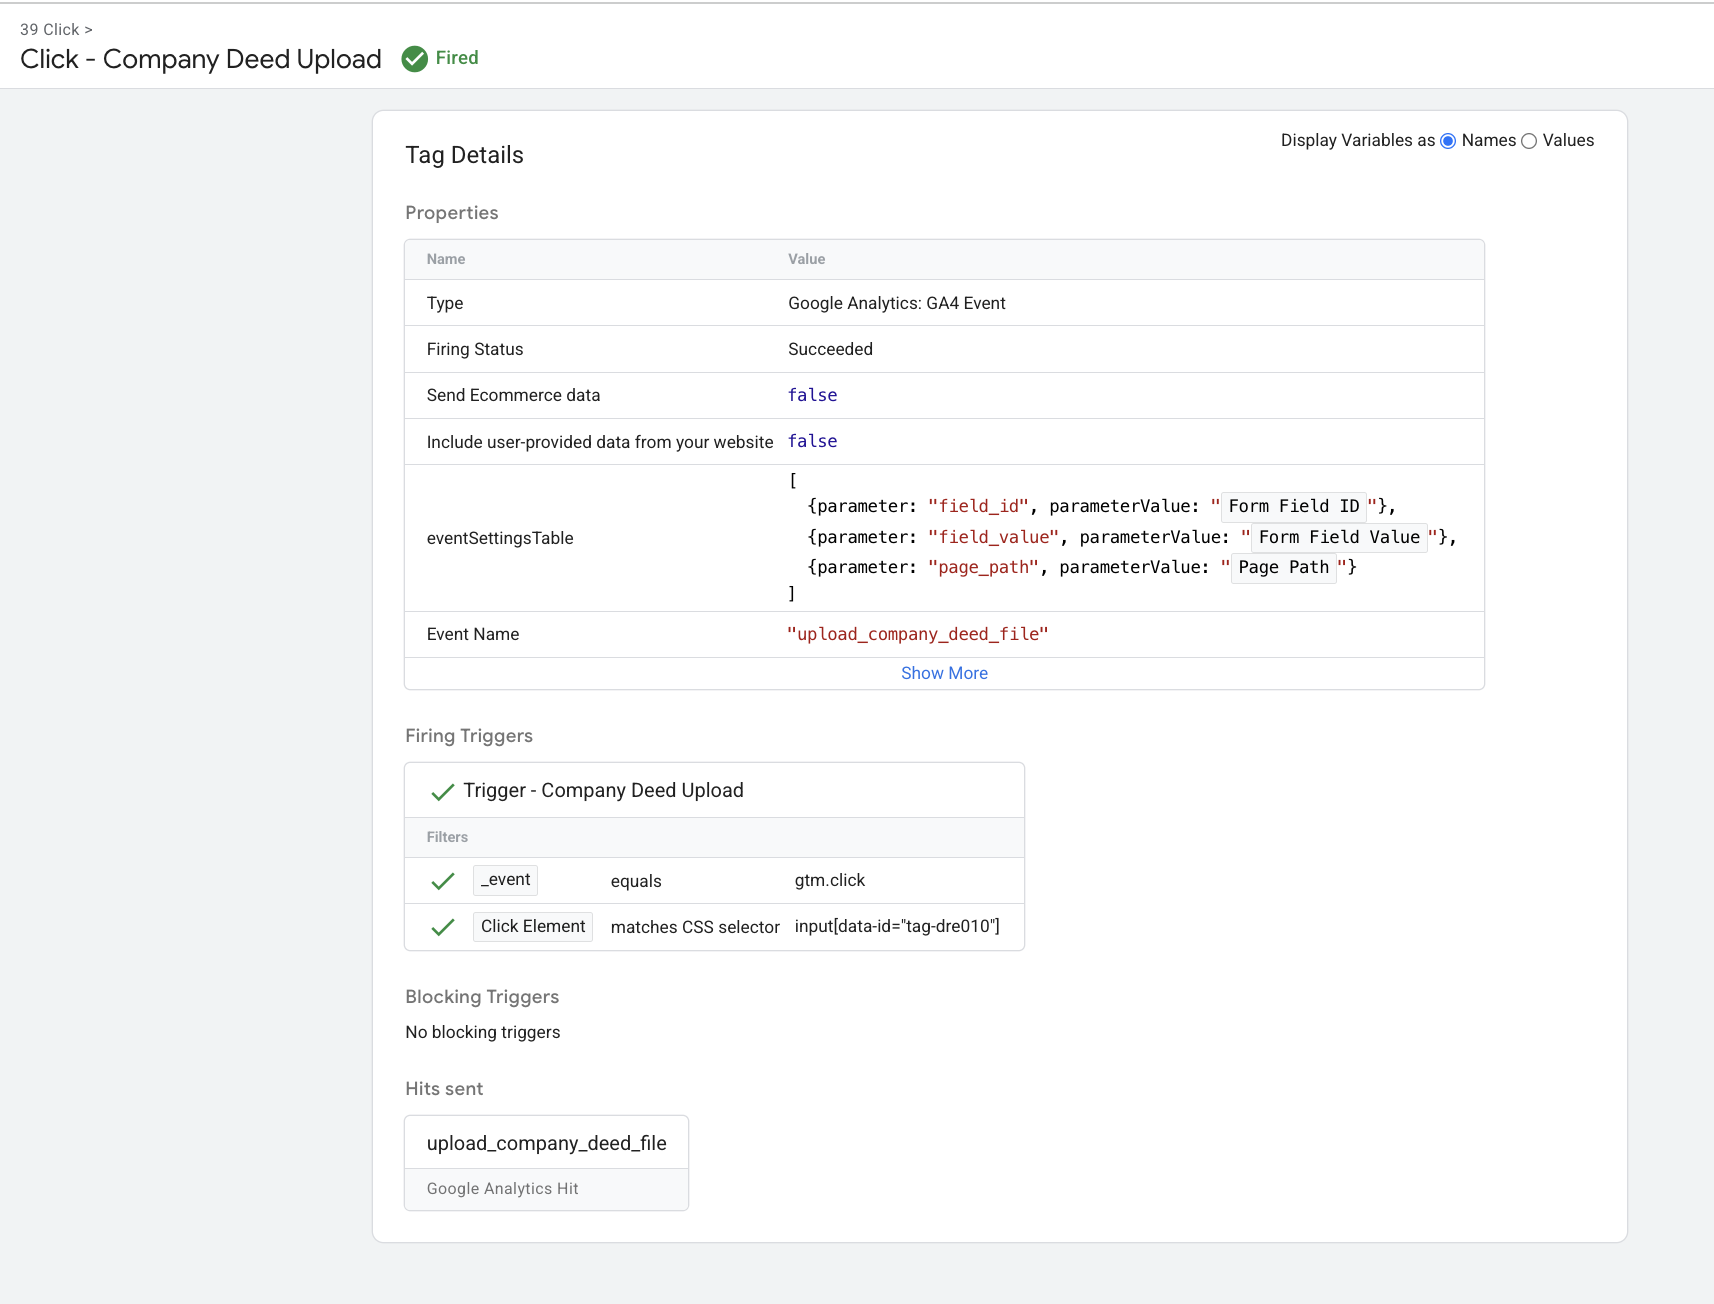 39 Click >
Click - Company Deed Upload Fired
Display Variables as Names Values
Tag Details
Properties
Name Value
Type Google Analytics: GA4 Event
Firing Status Succeeded
Send Ecommerce data false
Include user-provided data from your website false
eventSettingsTable
[
{parameter: "field_id", parameterValue: "Form Field ID"},
{parameter: "field_value", parameterValue: "Form Field Value"},
{parameter: "page_path", parameterValue: "Page Path"}
]
Event Name "upload_company_deed_file"
Show More
Firing Triggers
Trigger - Company Deed Upload
Filters
_event equals gtm.click
Click Element matches CSS selector input[data-id="tag-dre010"]
Blocking Triggers
No blocking triggers
Hits sent
upload_company_deed_file
Google Analytics Hit